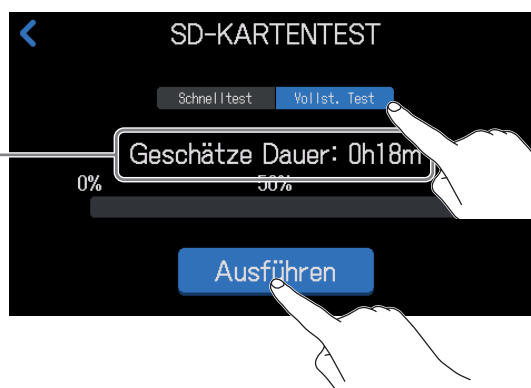 SD-KARTENTEST
Schnelltest Vollst. Test
Geschätze Dauer: 0h18m
0% 50%
Ausführen